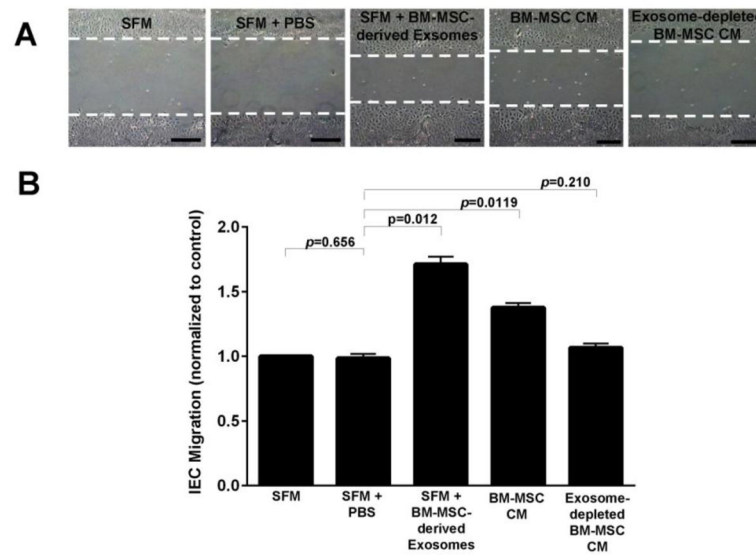 A
SFM
SFM + PBS
SFM + BM-MSC-
derived Exsomes
BM-MSC CM
Exosome-depleted
BM-MSC CM
B
p=0.210
p=0.0119
p=0.012
p=0.656
IEC Migration (normalized to control)
2.0
1.5
1.0
0.5
0.0
SFM
SFM +
PBS
SFM +
BM-MSC-
derived
Exosomes
BM-MSC
CM
Exosome-
depleted
BM-MSC
CM